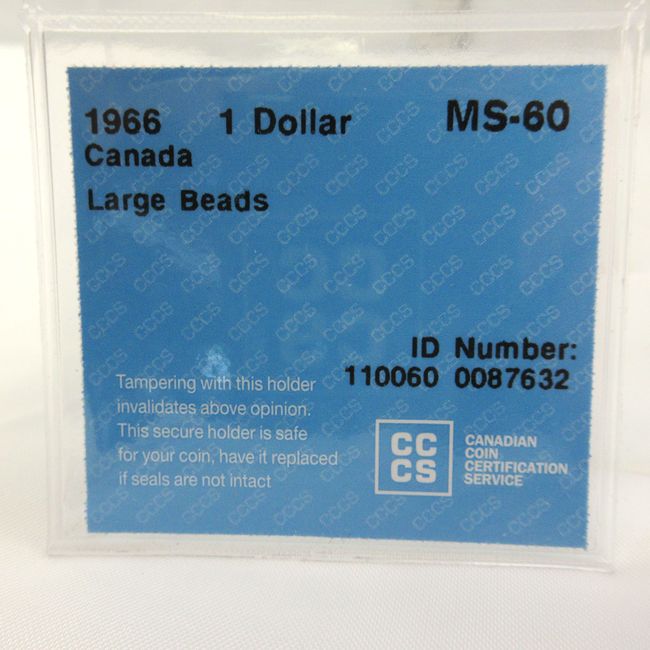 1966 1 Dollar MS-60
Canada
Large Beads
ID Number:
110060 0087632
Tampering with this holder
invalidates above opinion.
This secure holder is safe
for your coin, have it replaced
if seals are not intact
CC
CS
CANADIAN
COIN
CERTIFICATION
SERVICE